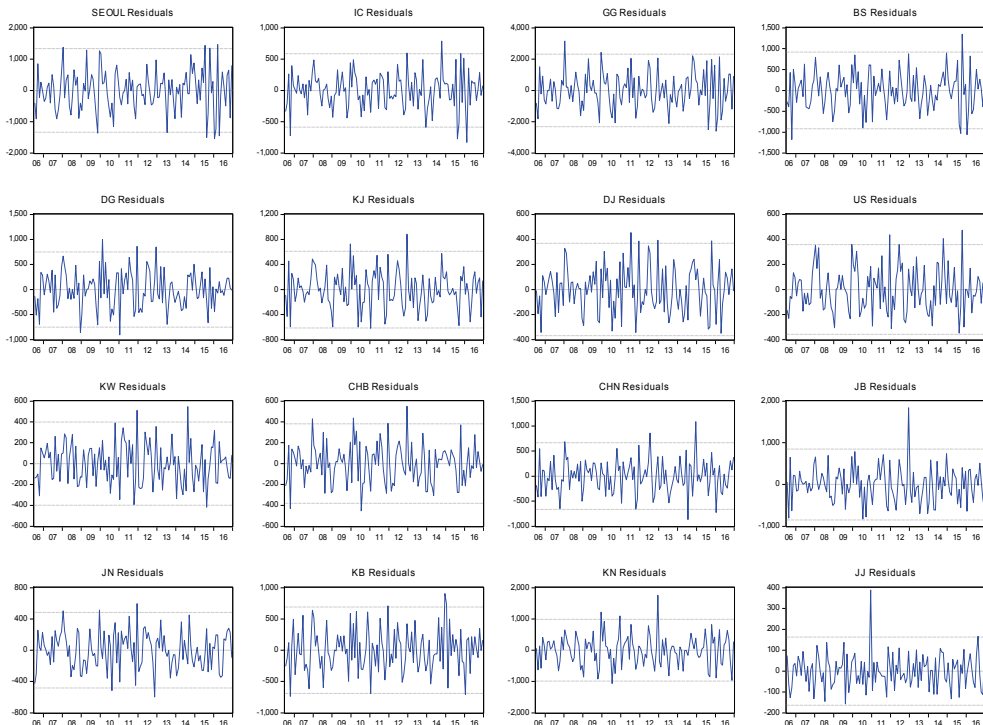 SEOUL Residuals
2,000
1,000
0
-1,000
-2,000
06 07 08 09 10 11 12 13 14 15 16
IC Residuals
1,000
500
0
-500
-1,000
06 07 08 09 10 11 12 13 14 15 16
GG Residuals
4,000
2,000
0
-2,000
-4,000
06 07 08 09 10 11 12 13 14 15 16
BS Residuals
1,500
1,000
500
0
-500
-1,000
-1,500
06 07 08 09 10 11 12 13 14 15 16
DG Residuals
1,500
1,000
500
0
-500
-1,000
06 07 08 09 10 11 12 13 14 15 16
KJ Residuals
1,200
800
400
0
-400
-800
06 07 08 09 10 11 12 13 14 15 16
DJ Residuals
600
400
200
0
-200
-400
06 07 08 09 10 11 12 13 14 15 16
US Residuals
600
400
200
0
-200
-400
06 07 08 09 10 11 12 13 14 15 16
KW Residuals
600
400
200
0
-200
-400
-600
06 07 08 09 10 11 12 13 14 15 16
CHB Residuals
600
400
200
0
-200
-400
-600
06 07 08 09 10 11 12 13 14 15 16
CHN Residuals
1,500
1,000
500
0
-500
-1,000
06 07 08 09 10 11 12 13 14 15 16
JB Residuals
2,000
1,000
0
-1,000
06 07 08 09 10 11 12 13 14 15 16
JN Residuals
800
400
0
-400
-800
06 07 08 09 10 11 12 13 14 15 16
KB Residuals
1,000
500
0
-500
-1,000
06 07 08 09 10 11 12 13 14 15 16
KN Residuals
2,000
1,000
0
-1,000
-2,000
06 07 08 09 10 11 12 13 14 15 16
JJ Residuals
400
300
200
100
0
-100
-200
06 07 08 09 10 11 12 13 14 15 16